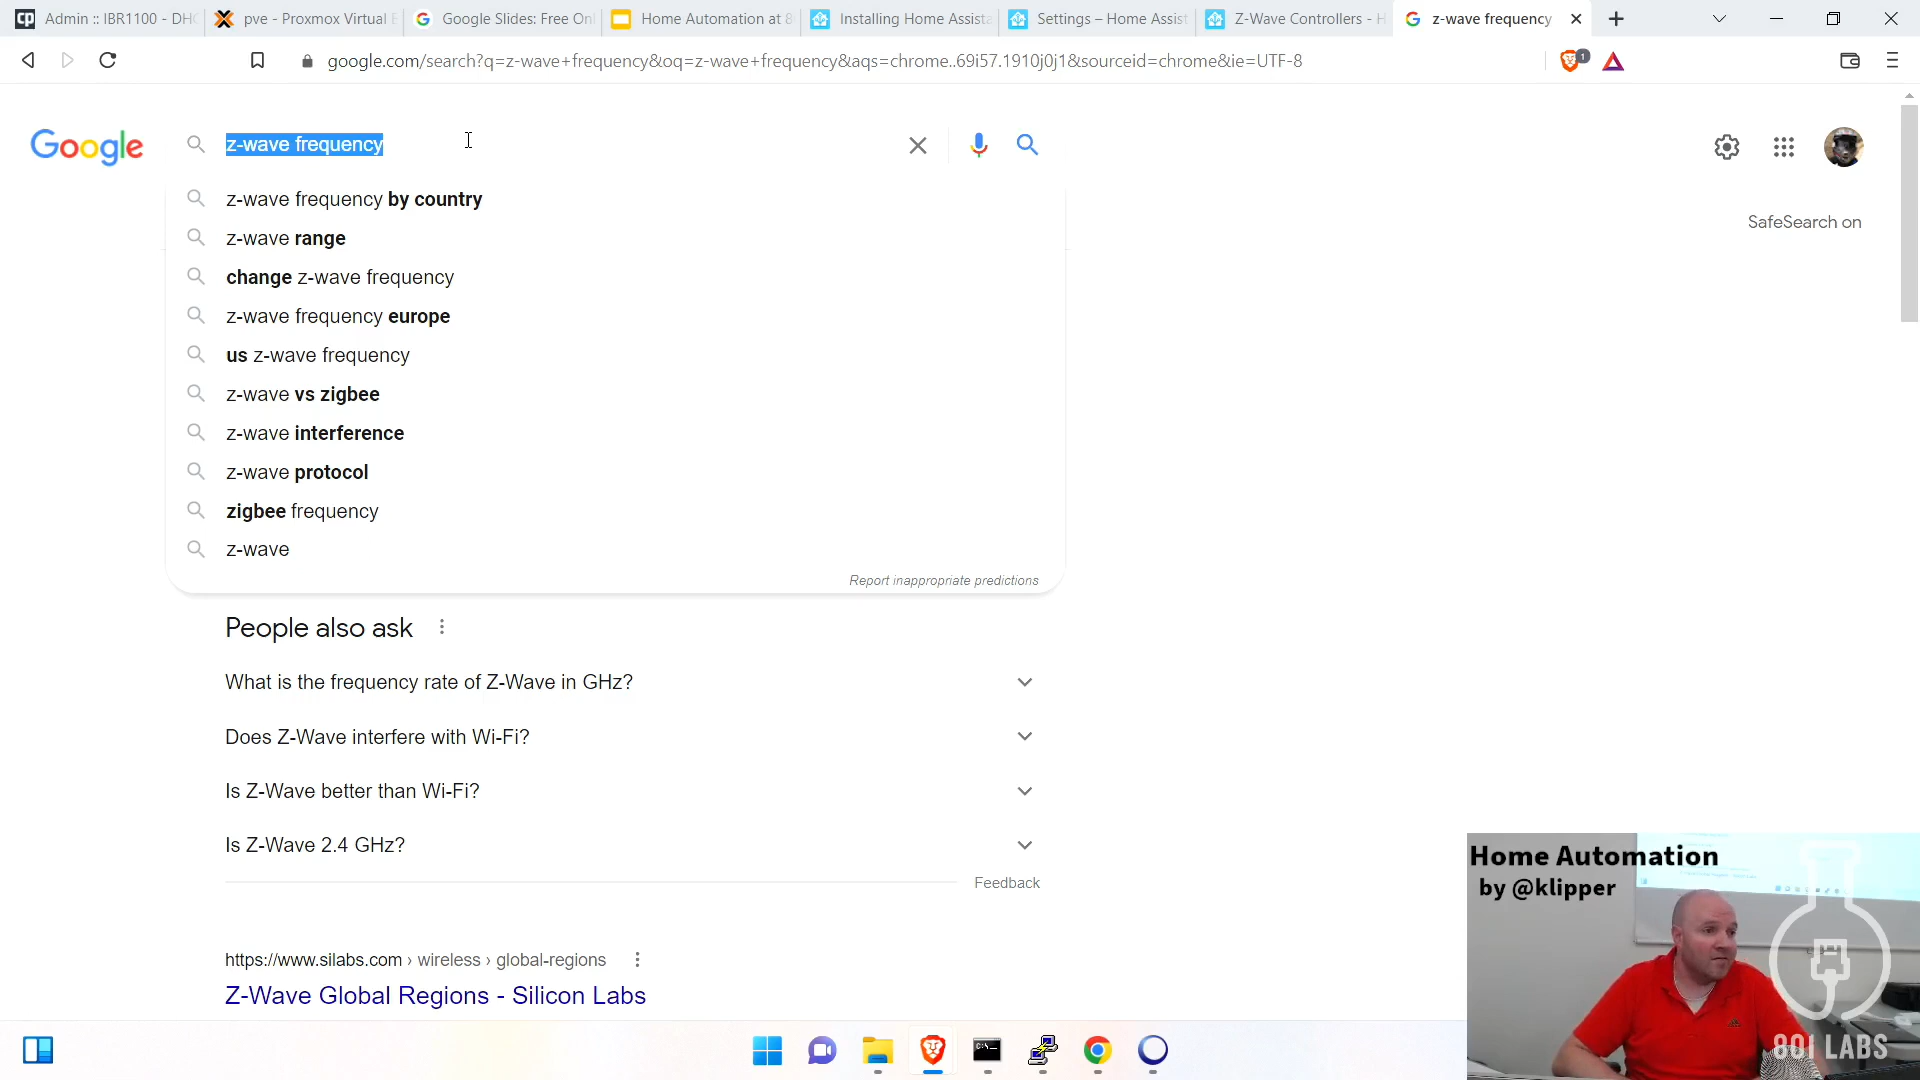 Admin :: IBR1100 - DHC
pve - Proxmox Virtual E
Google Slides: Free Onl
Home Automation at 8
Installing Home Assista
Settings – Home Assist
Z-Wave Controllers - H
z-wave frequency
google.com/search?q=z-wave+frequency&oq=z-wave+frequency&aqs=chrome..69i57.1910j0j1&sourceid=chrome&ie=UTF-8
1
Google
z-wave frequency
SafeSearch on
z-wave frequency by country
z-wave range
change z-wave frequency
z-wave frequency europe
us z-wave frequency
z-wave vs zigbee
z-wave interference
z-wave protocol
zigbee frequency
z-wave
Report inappropriate predictions
People also ask
What is the frequency rate of Z-Wave in GHz?
Does Z-Wave interfere with Wi-Fi?
Is Z-Wave better than Wi-Fi?
Is Z-Wave 2.4 GHz?
Feedback
https://www.silabs.com › wireless › global-regions
Z-Wave Global Regions - Silicon Labs
Home Automation
by @klipper
801 LABS